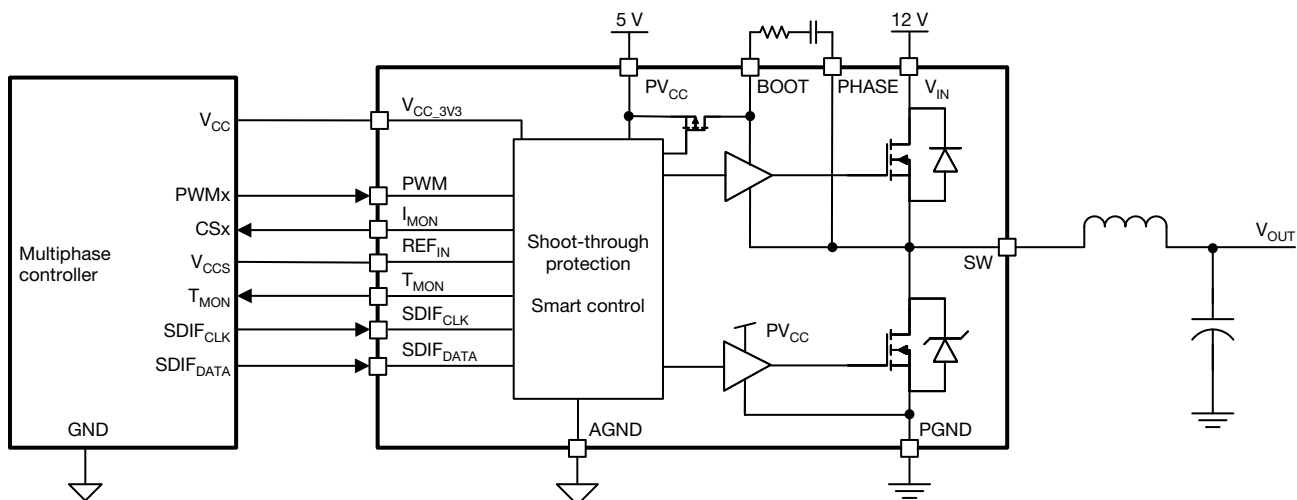 5 V
12 V
PV_CC
BOOT
PHASE
V_IN
V_CC
V_CC_3V3
PWMx
PWM
CSx
I_MON
Multiphase
controller
V_CCS
REF_IN
T_MON
T_MON
SDIF_CLK
SDIF_CLK
SDIF_DATA
SDIF_DATA
Shoot-through
protection
Smart control
PV_CC
SW
V_OUT
GND
AGND
PGND